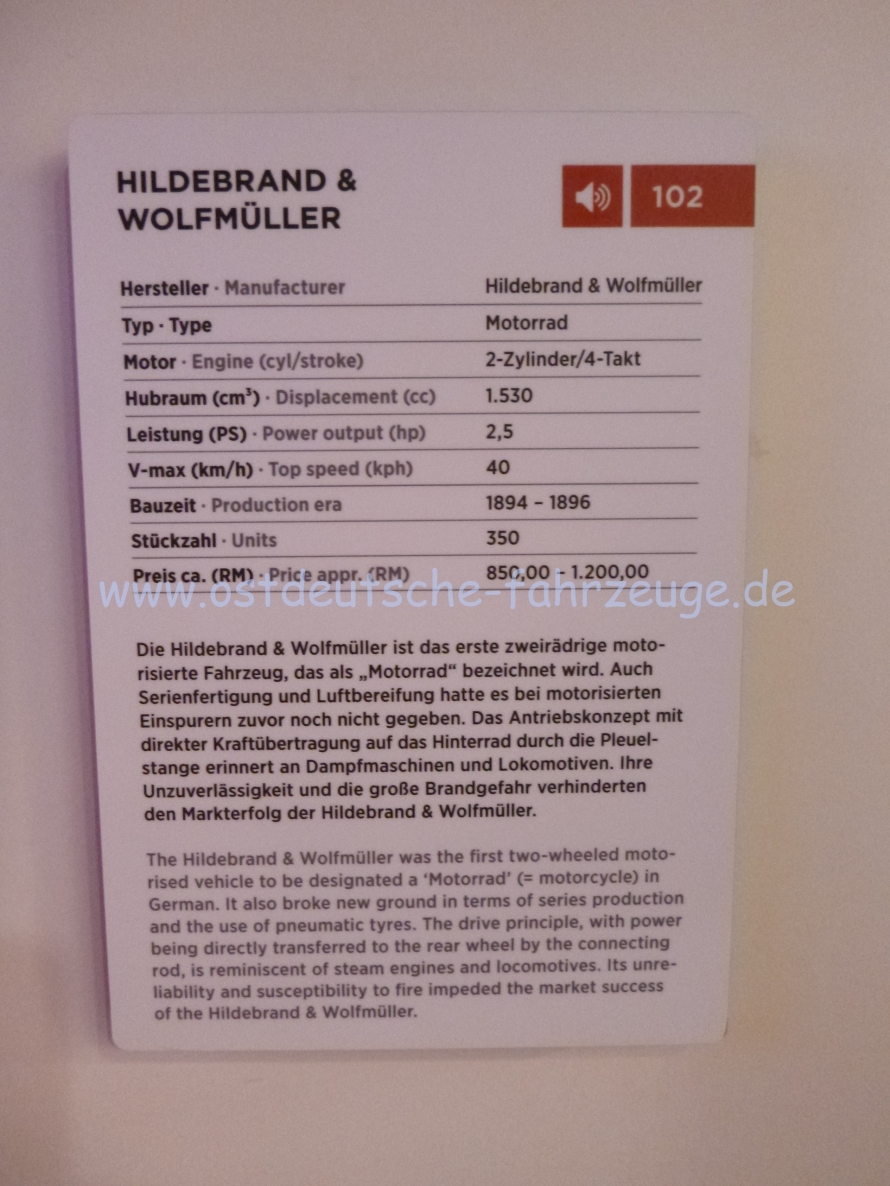 HILDEBRAND &
WOLFMÜLLER
102
Hersteller · Manufacturer Hildebrand & Wolfmüller
Typ · Type Motorrad
Motor · Engine (cyl/stroke) 2-Zylinder/4-Takt
Hubraum (cm³) · Displacement (cc) 1.530
Leistung (PS) · Power output (hp) 2,5
V-max (km/h) · Top speed (kph) 40
Bauzeit · Production era 1894 – 1896
Stückzahl · Units 350
Preis ca. (RM) · Price appr. (RM) 850,00 - 1.200,00
www.ostdeutsche-fahrzeuge.de
Die Hildebrand & Wolfmüller ist das erste zweirädrige moto-
risierte Fahrzeug, das als „Motorrad“ bezeichnet wird. Auch
Serienfertigung und Luftbereifung hatte es bei motorisierten
Einspurern zuvor noch nicht gegeben. Das Antriebskonzept mit
direkter Kraftübertragung auf das Hinterrad durch die Pleuel-
stange erinnert an Dampfmaschinen und Lokomotiven. Ihre
Unzuverlässigkeit und die große Brandgefahr verhinderten
den Markterfolg der Hildebrand & Wolfmüller.
The Hildebrand & Wolfmüller was the first two-wheeled moto-
rised vehicle to be designated a ‘Motorrad’ (= motorcycle) in
German. It also broke new ground in terms of series production
and the use of pneumatic tyres. The drive principle, with power
being directly transferred to the rear wheel by the connecting
rod, is reminiscent of steam engines and locomotives. Its unre-
liability and susceptibility to fire impeded the market success
of the Hildebrand & Wolfmüller.